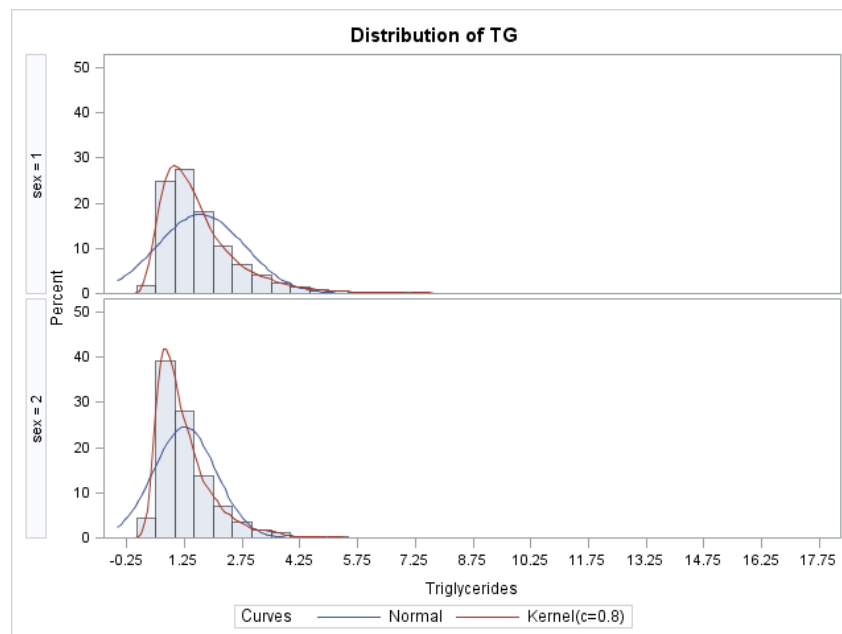 Distribution of TG
sex = 1
50
40
30
20
10
0
Percent
sex = 2
50
40
30
20
10
0
-0.25 1.25 2.75 4.25 5.75 7.25 8.75 10.25 11.75 13.25 14.75 16.25 17.75
Triglycerides
Curves Normal Kernel(c=0.8)